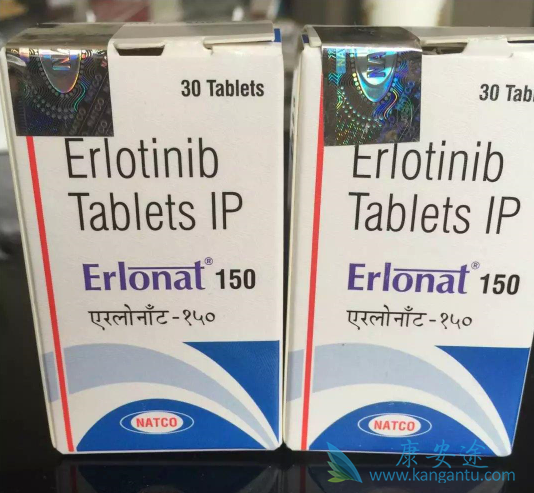 30 Tablets
Erlotinib
Tablets IP
Erlonat® 150
एरलोनॉंट-१५०
NATCO
30 Tabl
Erlotinib
Tablets IP
Erlonat® 150
एरलोनॉंट-१५०
NATCO
康安途
www.kangantu.com